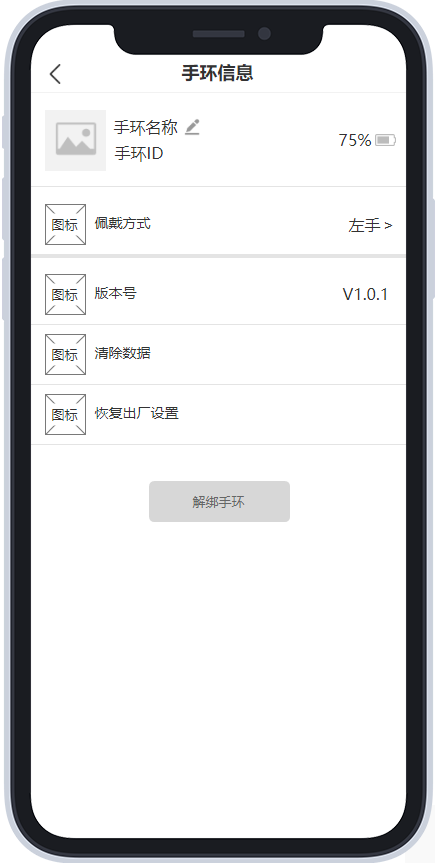 手环信息
手环名称
手环ID
75%
图标 佩戴方式 左手 >
图标 版本号 V1.0.1
图标 清除数据
图标 恢复出厂设置
解绑手环